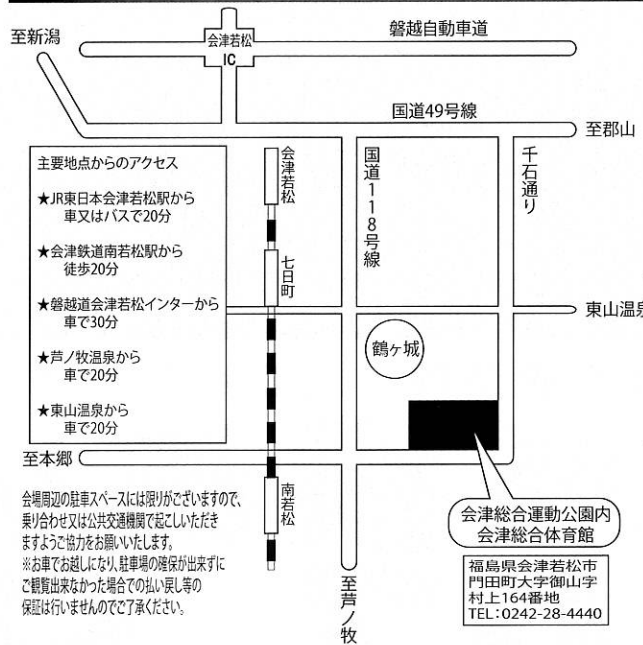 至新潟
会津若松
IC
磐越自動車道
国道49号線
至郡山
主要地点からのアクセス
★JR東日本会津若松駅から
車又はバスで20分
★会津鉄道南若松駅から
徒歩20分
★磐越道会津若松インターから
車で30分
★芦ノ牧温泉から
車で20分
★東山温泉から
車で20分
会津若松
七日町
国道118号線
千石通り
東山温泉
鶴ヶ城
至本郷
南若松
会津総合運動公園内
会津総合体育館
福島県会津若松市
門田町大字御山字
村上164番地
TEL:0242-28-4440
至芦ノ牧
会場周辺の駐車スペースには限りがございますので、
乗り合わせ又は公共交通機関で起こしいただき
ますようご協力をお願いいたします。
※お車でお越しになり、駐車場の確保が出来ずに
ご観覧出来なかった場合での払い戻し等の
保証は行いませんのでご了承ください。